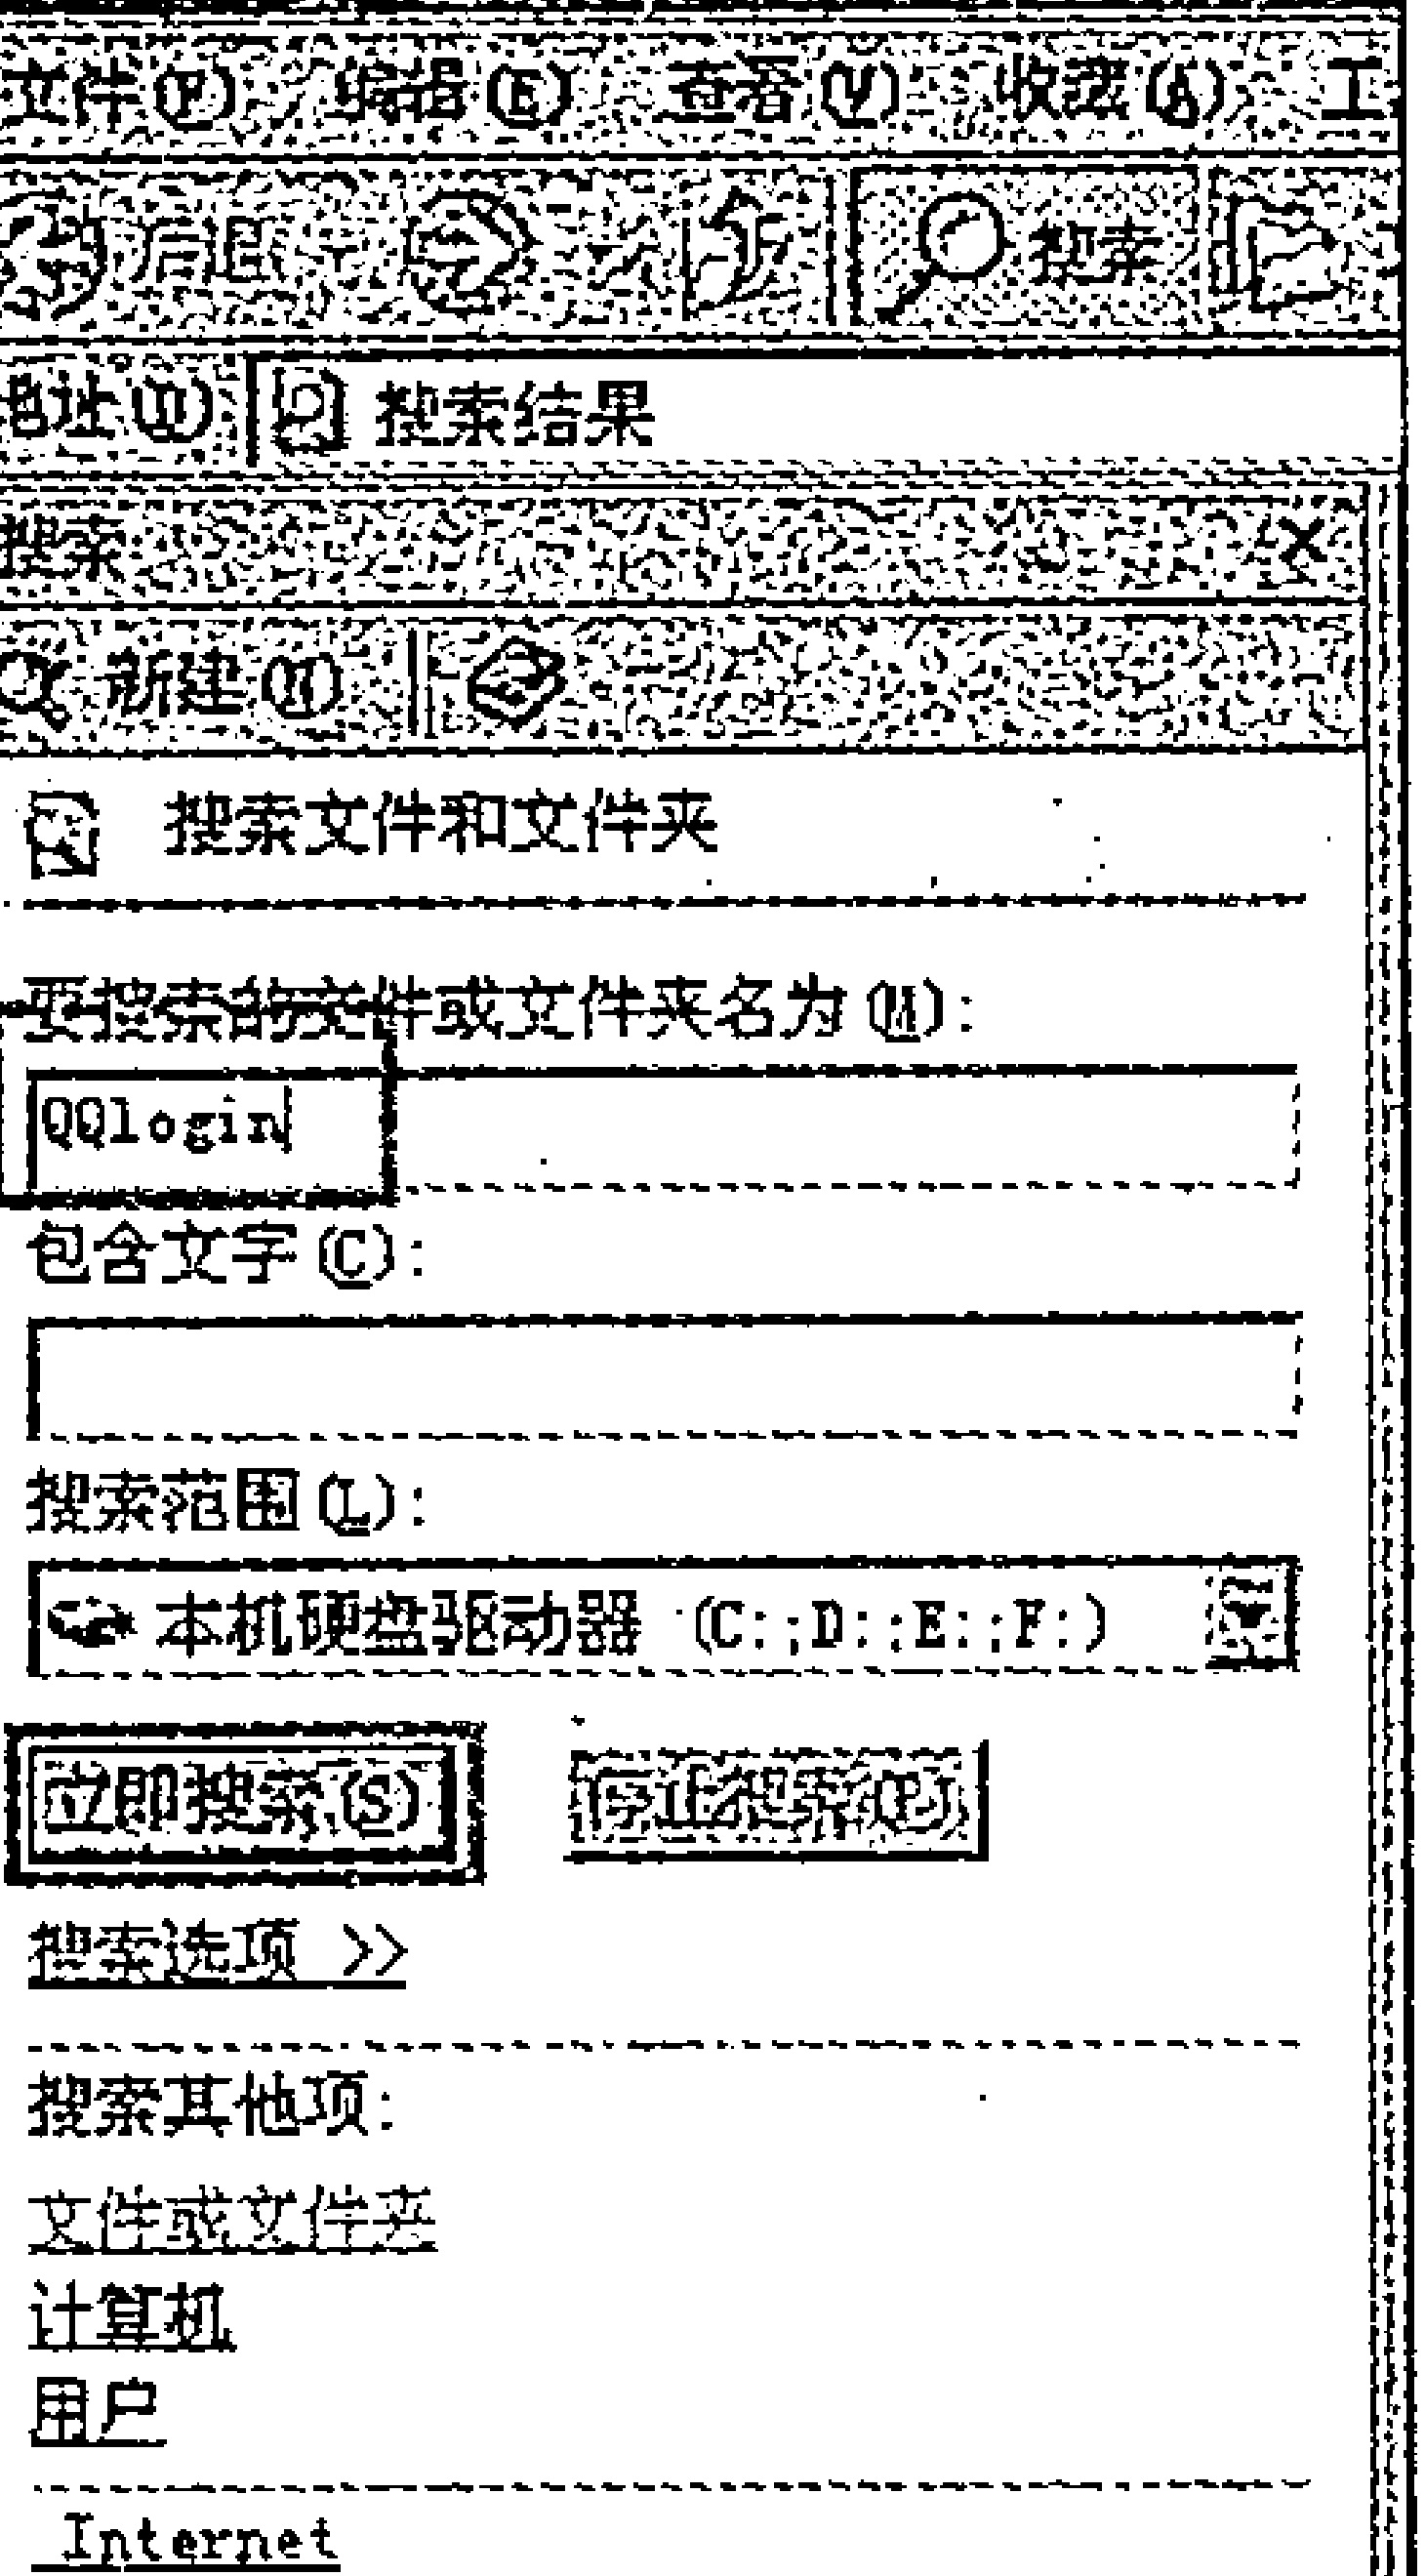 文件(F) 编辑(E) 查看(V) 收藏(A) 工
后退 搜索
地址(D) 搜索结果
搜索
新建(N)
搜索文件和文件夹
要搜索的文件或文件夹名为(M):
QQlogin
包含文字(C):
搜索范围(L):
本机硬盘驱动器 (C:;D:;E:;F:)
立即搜索(S) 停止搜索(P)
搜索选项 >>
搜索其他项:
文件或文件夹
计算机
用户
Internet